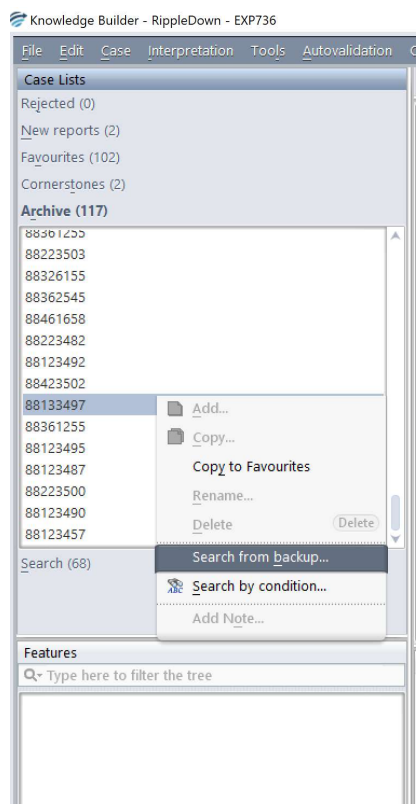 Knowledge Builder - RippleDown - EXP736
File Edit Case Interpretation Tools Autovalidation
Case Lists
Rejected (0)
New reports (2)
Favourites (102)
Cornerstones (2)
Archive (117)
88361255
88223503
88326155
88362545
88461658
88223482
88123492
88423502
88133497
88361255
88123495
88123487
88223500
88123490
88123457
Add...
Copy...
Copy to Favourites
Rename...
Delete Delete
Search from backup...
ABC Search by condition...
Add Note...
Search (68)
Features
Type here to filter the tree